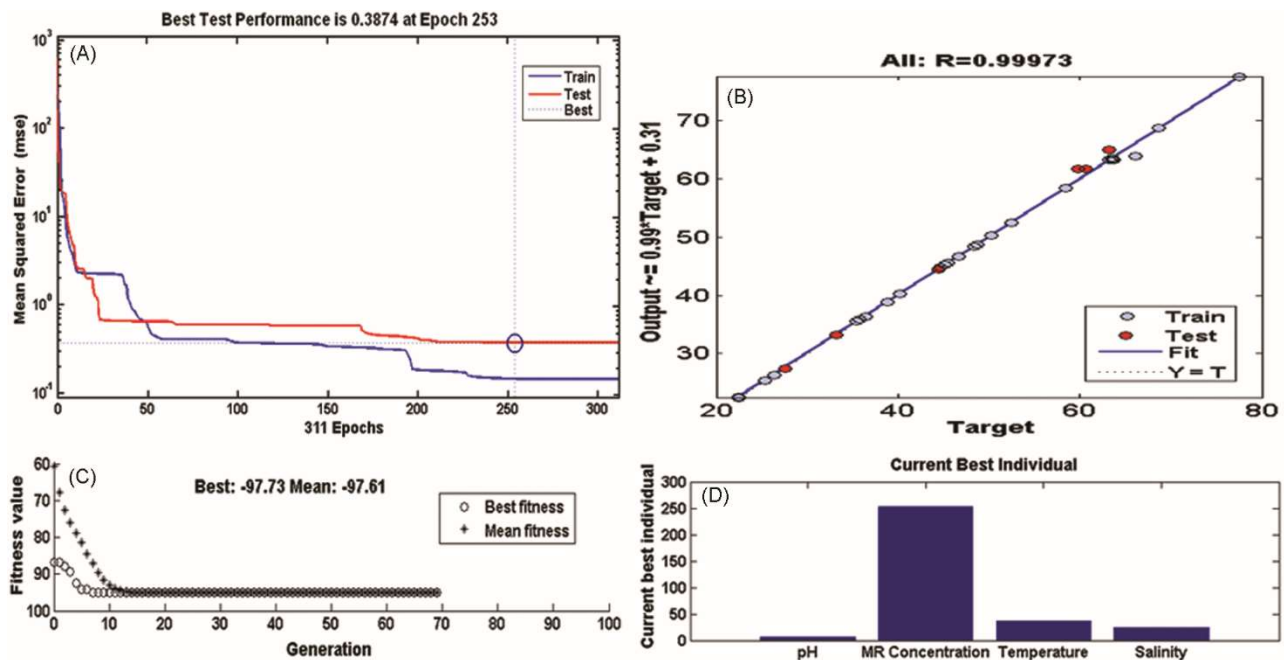 Best Test Performance is 0.3874 at Epoch 253
(A)
10³
10²
10¹
10⁰
10⁻¹
Mean Squared Error (mse)
Train
Test
Best
0 50 100 150 200 250 300
311 Epochs
All: R=0.99973
(B)
Output ~= 0.99*Target + 0.31
70
60
50
40
30
Train
Test
Fit
Y = T
20 40 60 80
Target
(C)
Best: -97.73 Mean: -97.61
Best fitness
Mean fitness
Fitness value
60
70
80
90
100
0 10 20 30 40 50 60 70 80 90 100
Generation
Current Best Individual
(D)
Current best individual
300
250
200
150
100
50
0
pH MR Concentration Temperature Salinity